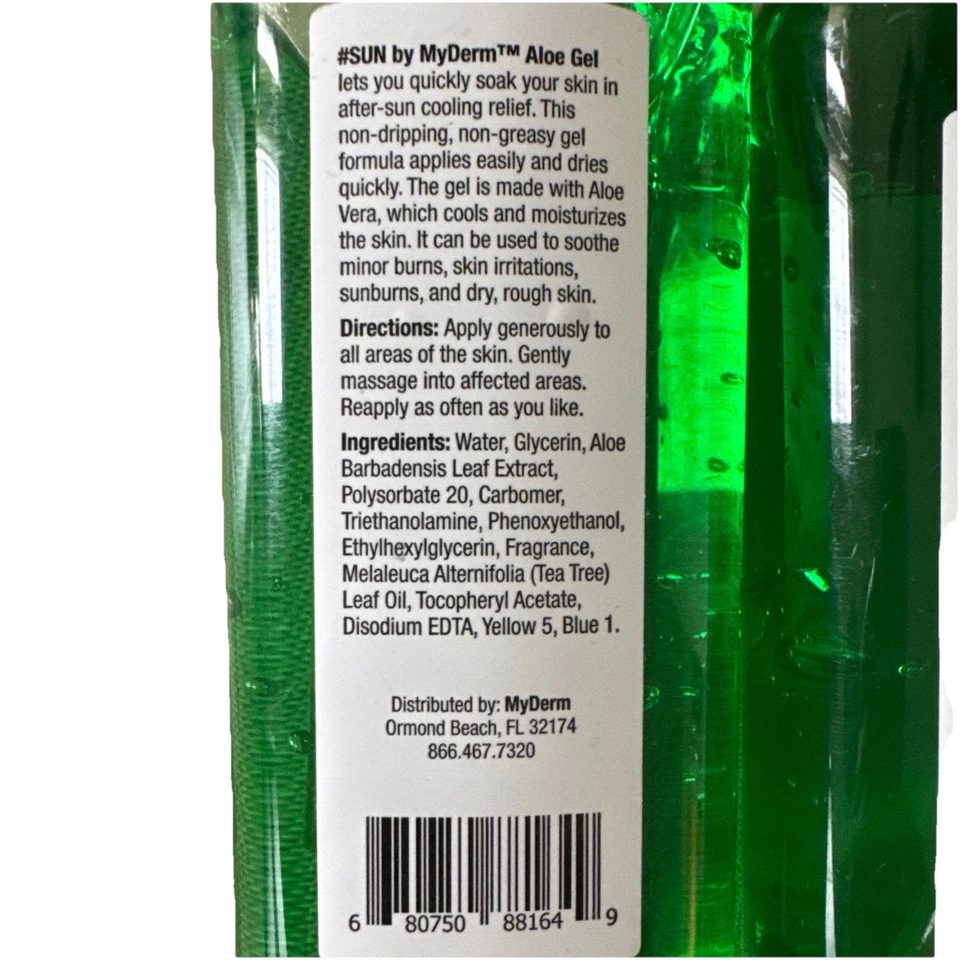 #SUN by MyDerm™ Aloe Gel
lets you quickly soak your skin in
after-sun cooling relief. This
non-dripping, non-greasy gel
formula applies easily and dries
quickly. The gel is made with Aloe
Vera, which cools and moisturizes
the skin. It can be used to soothe
minor burns, skin irritations,
sunburns, and dry, rough skin.
Directions: Apply generously to
all areas of the skin. Gently
massage into affected areas.
Reapply as often as you like.
Ingredients: Water, Glycerin, Aloe
Barbadensis Leaf Extract,
Polysorbate 20, Carbomer,
Triethanolamine, Phenoxyethanol,
Ethylhexylglycerin, Fragrance,
Melaleuca Alternifolia (Tea Tree)
Leaf Oil, Tocopheryl Acetate,
Disodium EDTA, Yellow 5, Blue 1.
Distributed by: MyDerm
Ormond Beach, FL 32174
866.467.7320
6 80750 88164 9